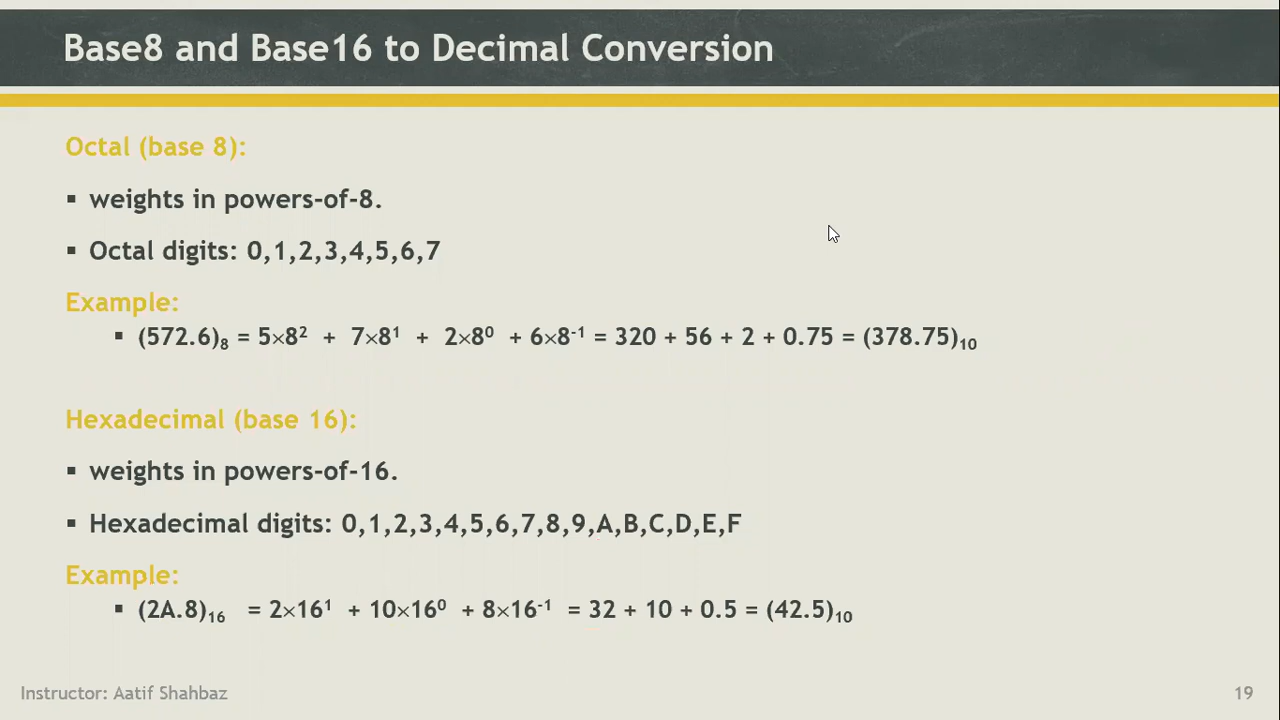 Base8 and Base16 to Decimal Conversion
Octal (base 8):
▪ weights in powers-of-8.
▪ Octal digits: 0,1,2,3,4,5,6,7
Example:
▪ (572.6)₈ = 5×8² + 7×8¹ + 2×8⁰ + 6×8⁻¹ = 320 + 56 + 2 + 0.75 = (378.75)₁₀
Hexadecimal (base 16):
▪ weights in powers-of-16.
▪ Hexadecimal digits: 0,1,2,3,4,5,6,7,8,9,A,B,C,D,E,F
Example:
▪ (2A.8)₁₆ = 2×16¹ + 10×16⁰ + 8×16⁻¹ = 32 + 10 + 0.5 = (42.5)₁₀
Instructor: Aatif Shahbaz
19